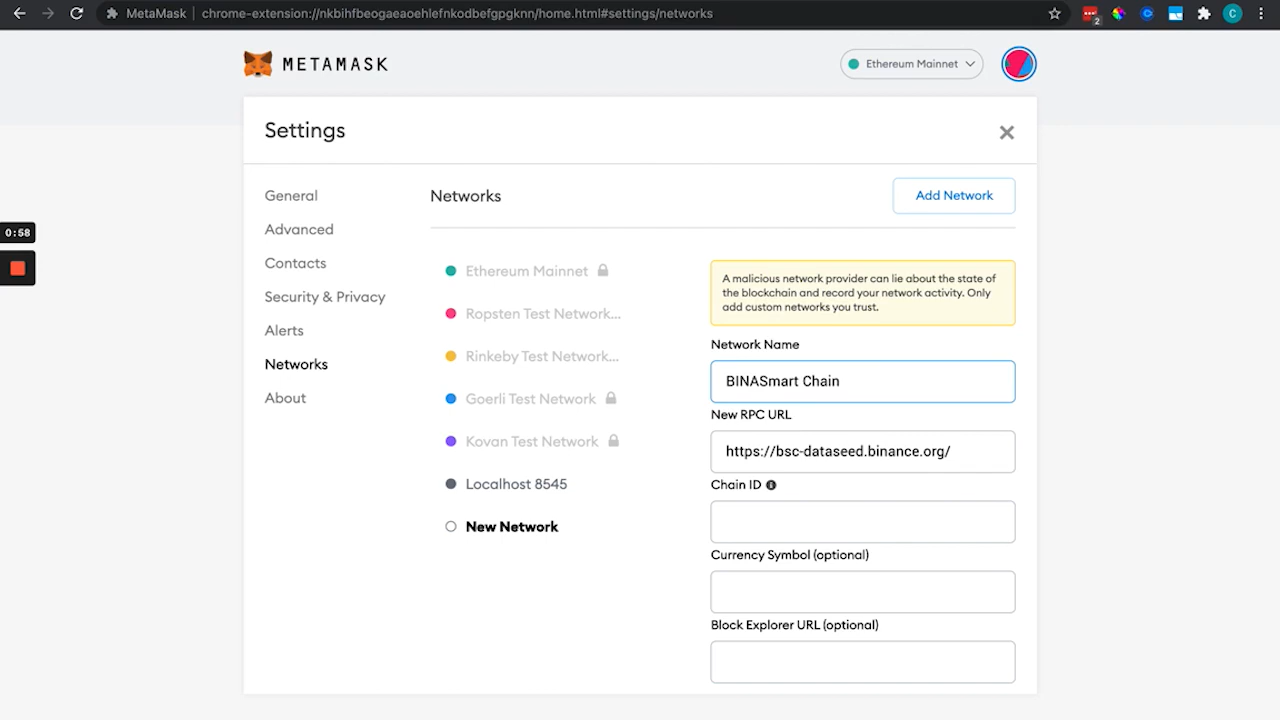 MetaMask
chrome-extension://nkbihfbeogaeaoehlefnkodbefgpgknn/home.html#settings/networks
2
C
METAMASK
Ethereum Mainnet
Settings
General
Advanced
Contacts
Security & Privacy
Alerts
Networks
About
0:58
Networks
Add Network
Ethereum Mainnet
Ropsten Test Network...
Rinkeby Test Network...
Goerli Test Network
Kovan Test Network
Localhost 8545
New Network
A malicious network provider can lie about the state of
the blockchain and record your network activity. Only
add custom networks you trust.
Network Name
BINASmart Chain
New RPC URL
https://bsc-dataseed.binance.org/
Chain ID
Currency Symbol (optional)
Block Explorer URL (optional)